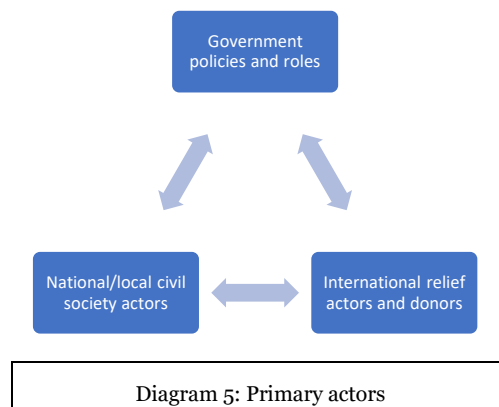 Government
policies and roles
National/local civil
society actors
International relief
actors and donors
Diagram 5: Primary actors